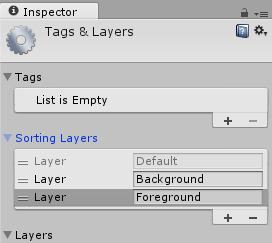 Inspector
Tags & Layers
Tags
List is Empty
Sorting Layers
Layer Default
Layer Background
Layer Foreground
Layers